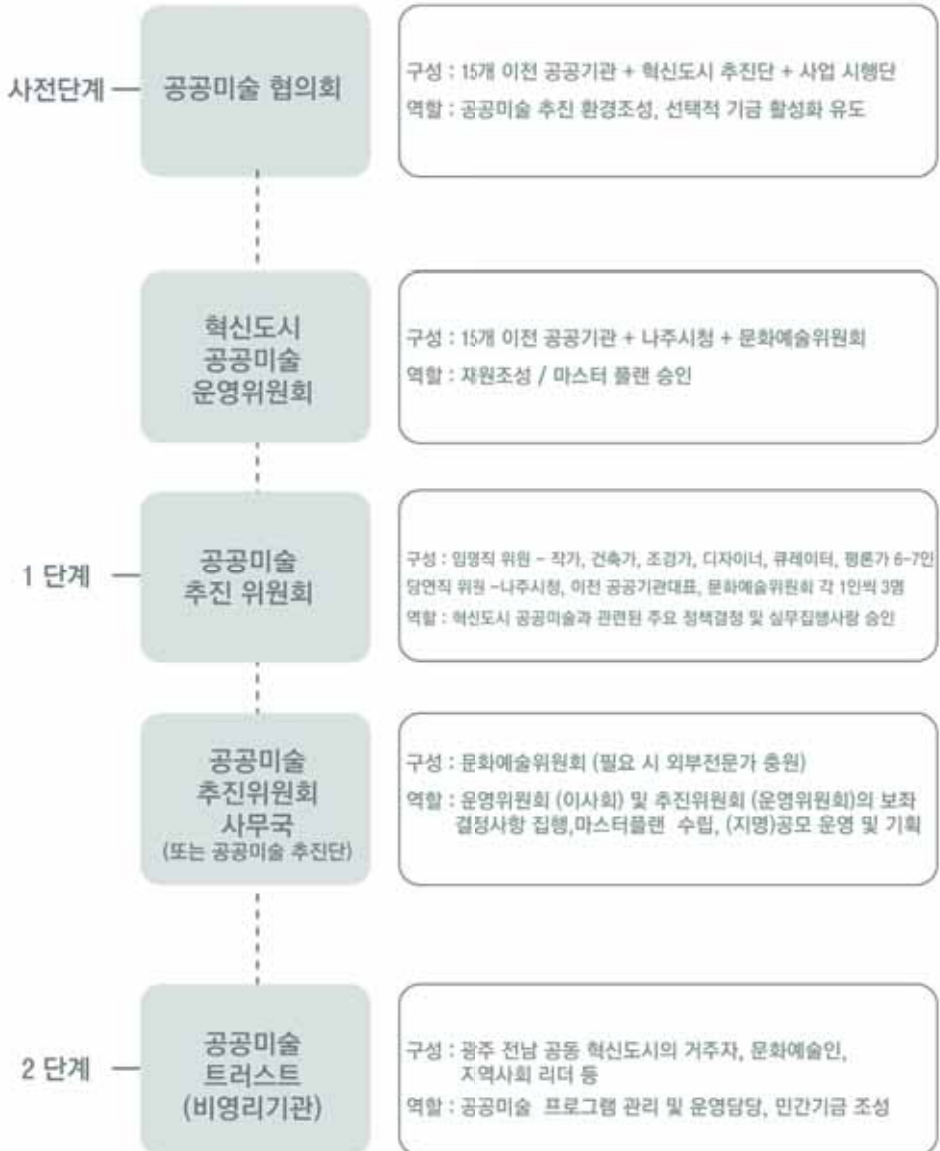 사전단계
공공미술 협의회
구성 : 15개 이전 공공기관 + 혁신도시 추진단 + 사업 시행단
역할 : 공공미술 추진 환경조성, 선택적 기금 활성화 유도
혁신도시
공공미술
운영위원회
구성 : 15개 이전 공공기관 + 나주시청 + 문화예술위원회
역할 : 재원조성 / 마스터 플랜 승인
1 단계
공공미술
추진 위원회
구성 : 임명직 위원 – 작가, 건축가, 조경가, 디자이너, 큐레이터, 평론가 6-7인
당연직 위원 –나주시청, 이전 공공기관대표, 문화예술위원회 각 1인씩 3명
역할 : 혁신도시 공공미술과 관련된 주요 정책결정 및 실무집행사랑 승인
공공미술
추진위원회
사무국
(또는 공공미술 추진단)
구성 : 문화예술위원회 (필요 시 외부전문가 충원)
역할 : 운영위원회 (이사회) 및 추진위원회 (운영위원회)의 보좌
결정사항 집행,마스터플랜 수립, (지명)공모 운영 및 기획
2 단계
공공미술
트러스트
(비영리기관)
구성 : 광주 전남 공동 혁신도시의 거주자, 문화예술인,
지역사회 리더 등
역할 : 공공미술 프로그램 관리 및 운영담당, 민간기금 조성